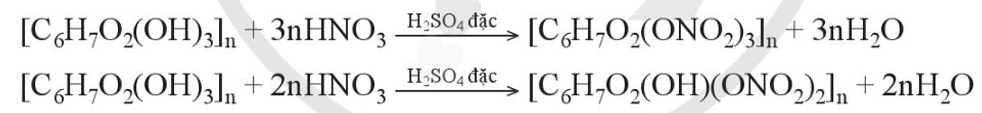 [C₆H₇O₂(OH)₃]ₙ + 3nHNO₃ —H₂SO₄ đặc→ [C₆H₇O₂(ONO₂)₃]ₙ + 3nH₂O
[C₆H₇O₂(OH)₃]ₙ + 2nHNO₃ —H₂SO₄ đặc→ [C₆H₇O₂(OH)(ONO₂)₂]ₙ + 2nH₂O